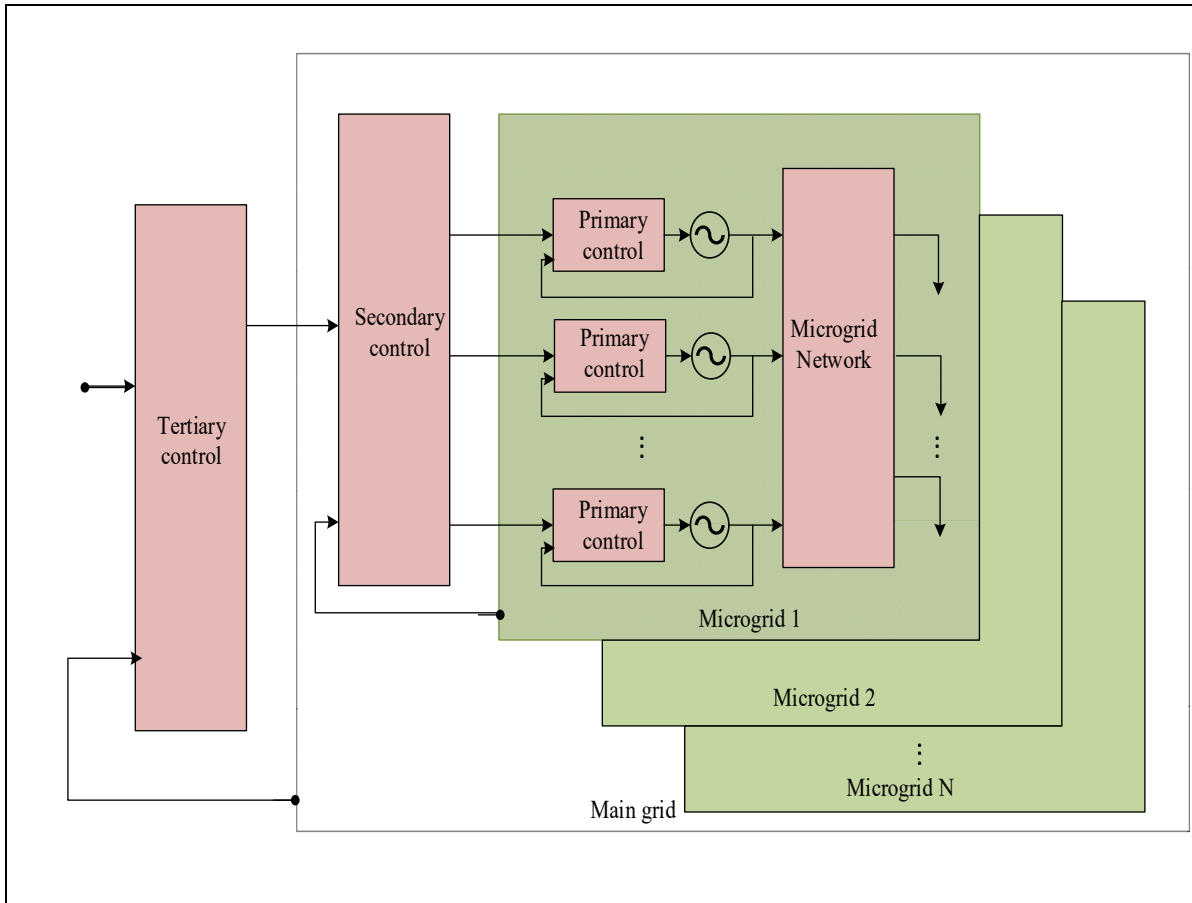 Tertiary
control
Secondary
control
Primary
control
Primary
control
⋮
Primary
control
Microgrid
Network
⋮
Microgrid 1
Microgrid 2
⋮
Microgrid N
Main grid